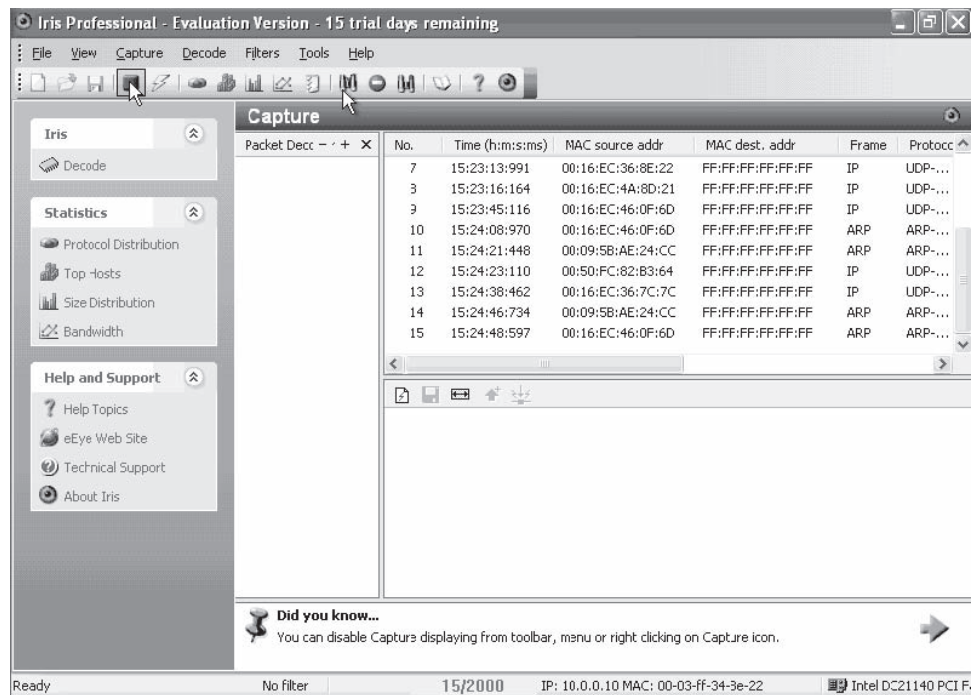 Iris Professional - Evaluation Version - 15 trial days remaining
File View Capture Decode Filters Tools Help
Capture
Iris
Decode
Statistics
Protocol Distribution
Top Hosts
Size Distribution
Bandwidth
Help and Support
Help Topics
eEye Web Site
Technical Support
About Iris
Packet Decc
No. Time (h:m:s:ms) MAC source addr MAC dest. addr Frame Protocc
7 15:23:13:991 00:16:EC:36:8E:22 FF:FF:FF:FF:FF:FF IP UDP-...
8 15:23:16:164 00:16:EC:4A:8D:21 FF:FF:FF:FF:FF:FF IP UDP-...
9 15:23:45:116 00:16:EC:46:0F:6D FF:FF:FF:FF:FF:FF IP UDP-...
10 15:24:08:970 00:16:EC:46:0F:6D FF:FF:FF:FF:FF:FF ARP ARP-...
11 15:24:21:448 00:09:5B:AE:24:CC FF:FF:FF:FF:FF:FF ARP ARP-...
12 15:24:23:110 00:50:FC:82:B3:64 FF:FF:FF:FF:FF:FF IP UDP-...
13 15:24:38:462 00:16:EC:36:7C:7C FF:FF:FF:FF:FF:FF IP UDP-...
14 15:24:46:734 00:09:5B:AE:24:CC FF:FF:FF:FF:FF:FF ARP ARP-...
15 15:24:48:597 00:16:EC:46:0F:6D FF:FF:FF:FF:FF:FF ARP ARP-...
Did you know...
You can disable Capture displaying from toolbar, menu or right clicking on Capture icon.
Ready No filter 15/2000 IP: 10.0.0.10 MAC: 00-03-ff-34-3e-22 Intel DC21140 PCI F.